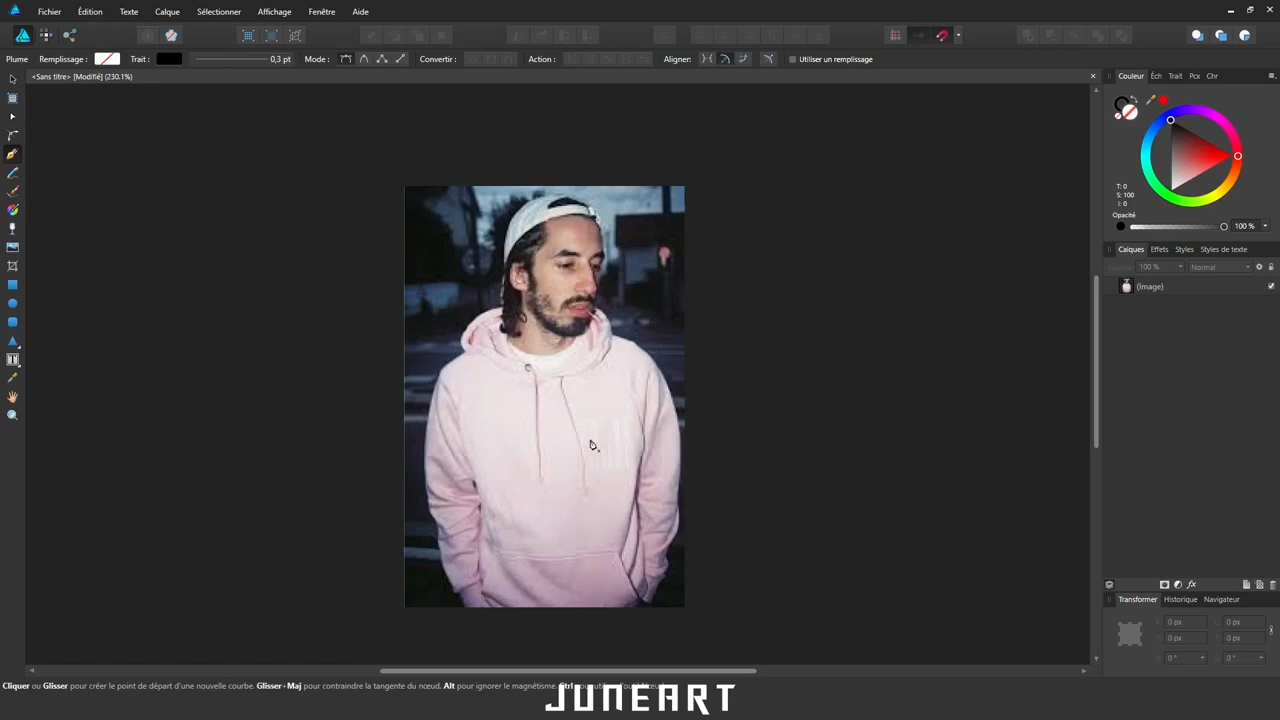 Fichier Édition Texte Calque Sélectionner Affichage Fenêtre Aide
Plume Remplissage: Trait: 0,3 pt Mode: Convertir: Action: Aligner: Utiliser un remplissage
<Sans titre> [Modifié] (230.1%)
Couleur Éch Trait Pcx Chr
T: 0
S: 100
I: 0
Opacité
100 %
Calques Effets Styles Styles de texte
100 % Normal
(Image)
Transformer Historique Navigateur
X: 0 px L: 0 px
Y: 0 px H: 0 px
0 ° 0 °
Cliquer ou Glisser pour créer le point de départ d'une nouvelle courbe. Glisser+Maj pour contraindre la tangente du nœud. Alt pour ignorer le magnétisme.
JUNEART